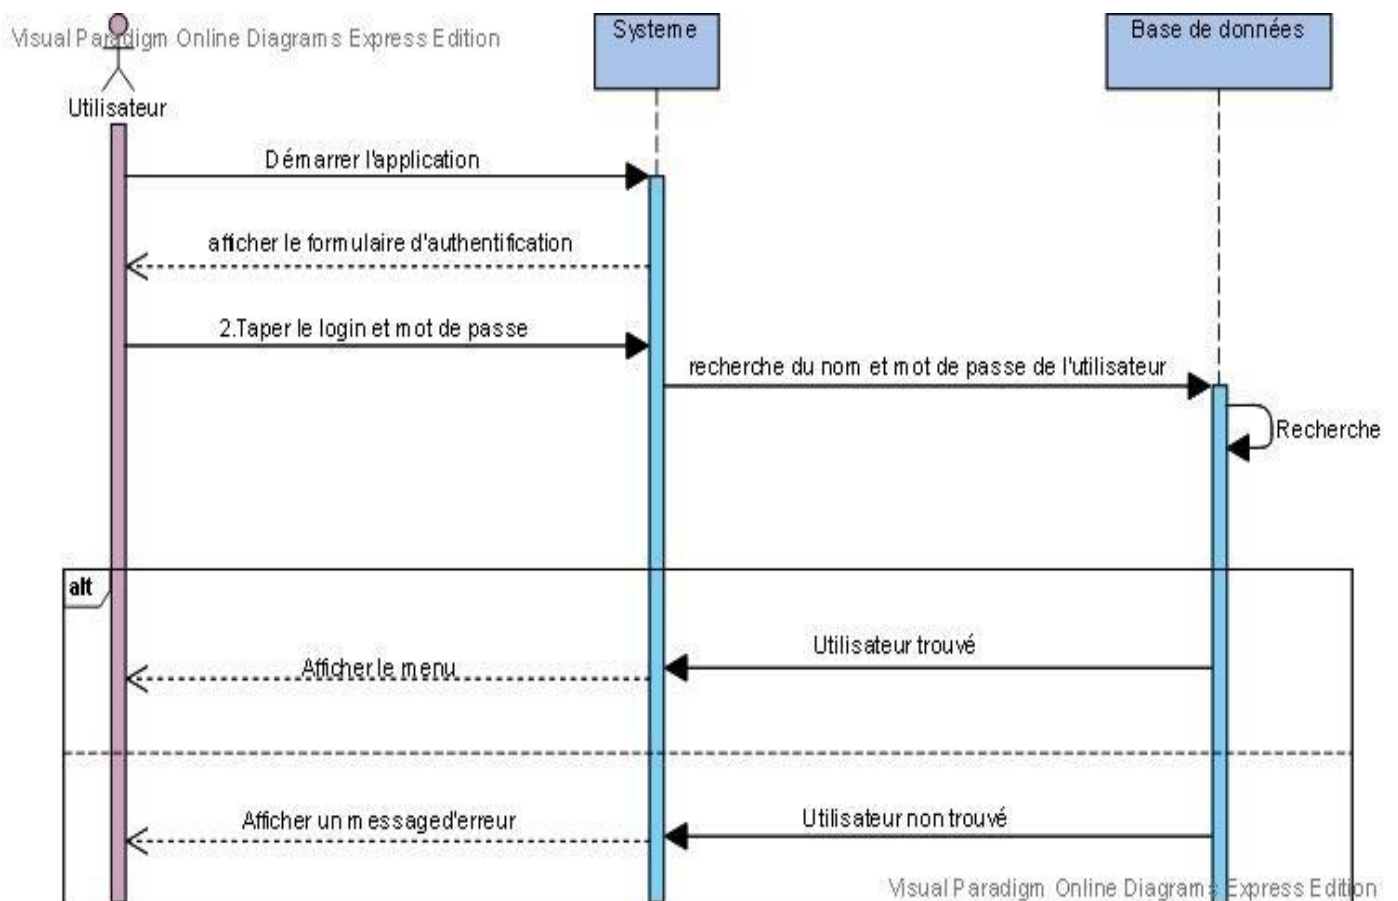 Visual Paradigm Online Diagrams Express Edition
Systeme
Base de données
Utilisateur
Démarrer l'application
afficher le formulaire d'authentification
2.Taper le login et mot de passe
recherche du nom et mot de passe de l'utilisateur
Recherche
alt
Utilisateur trouvé
Afficher le menu
Utilisateur non trouvé
Afficher un messaged'erreur
Visual Paradigm Online Diagrams Express Edition